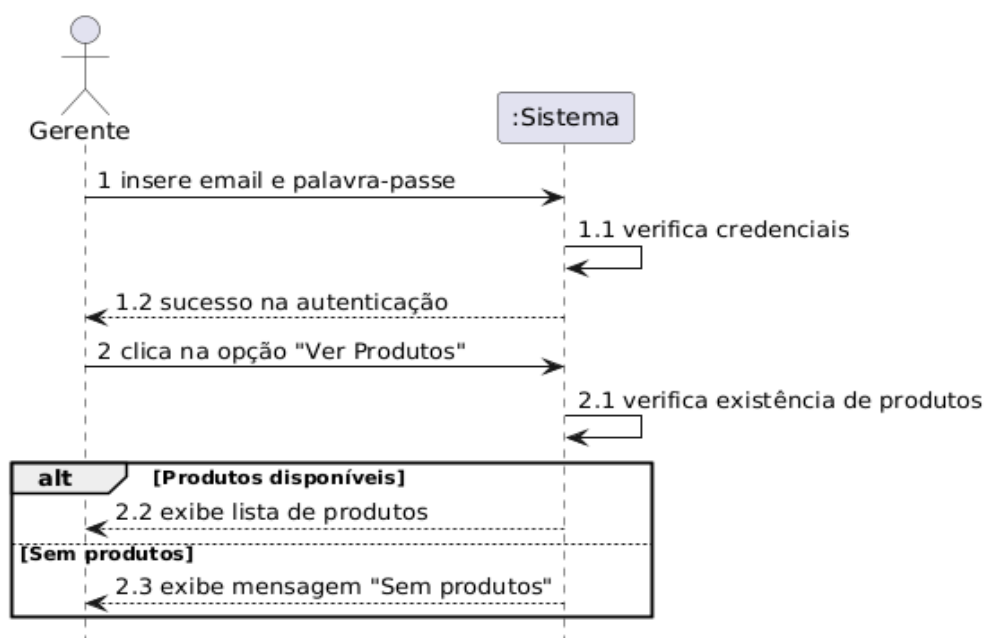 Gerente
:Sistema
1 insere email e palavra-passe
1.1 verifica credenciais
1.2 sucesso na autenticação
2 clica na opção "Ver Produtos"
2.1 verifica existência de produtos
alt [Produtos disponíveis]
2.2 exibe lista de produtos
[Sem produtos]
2.3 exibe mensagem "Sem produtos"